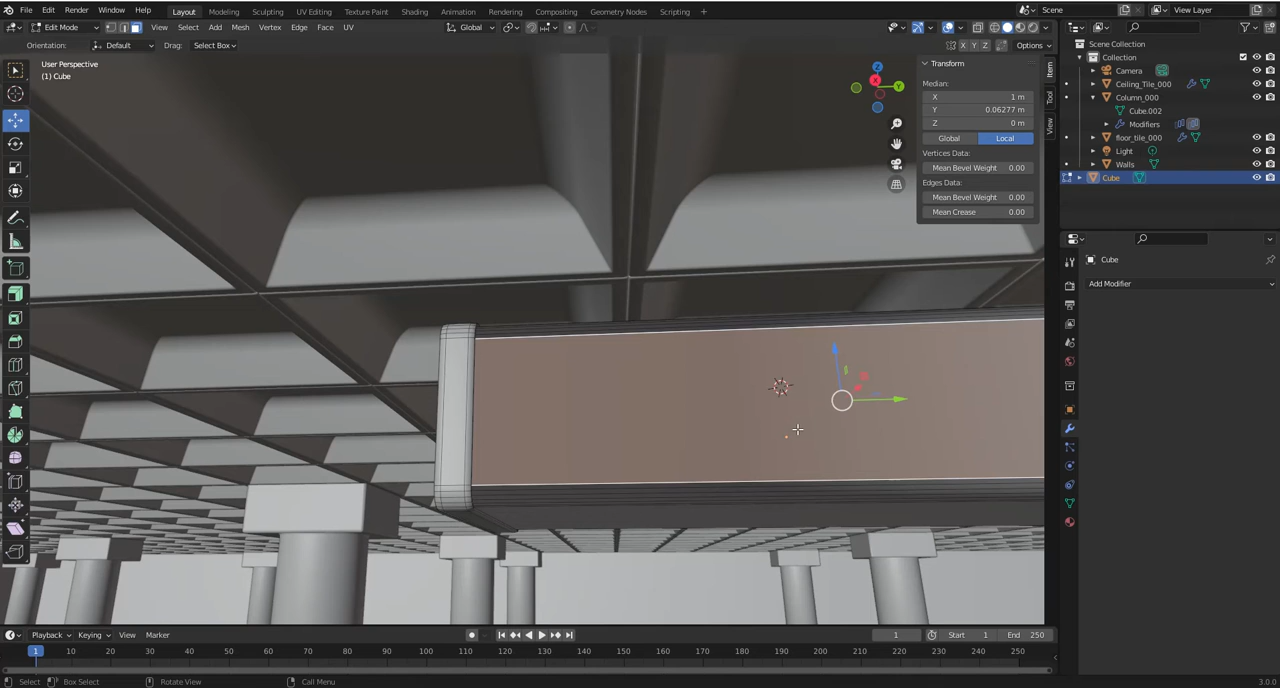 File Edit Render Window Help Layout Modeling Sculpting UV Editing Texture Paint Shading Animation Rendering Compositing Geometry Nodes Scripting + Scene View Layer
Edit Mode View Select Add Mesh Vertex Edge Face UV Global
Orientation: Default Drag: Select Box X Y Z Options
User Perspective
(1) Cube
Z
X Y
Transform
Median:
X 1 m
Y 0.06277 m
Z 0 m
Global Local
Vertices Data:
Mean Bevel Weight 0.00
Edges Data:
Mean Bevel Weight 0.00
Mean Crease 0.00
Item
Tool
View
Scene Collection
Collection
Camera
Ceiling_Tile_000
Column_000
Cube.002
Modifiers
floor_tile_000
Light
Walls
Cube
Cube
Add Modifier
Playback Keying View Marker 1 Start 1 End 250
1 10 20 30 40 50 60 70 80 90 100 110 120 130 140 150 160 170 180 190 200 210 220 230 240 250
Select Box Select Rotate View Call Menu 3.0.0